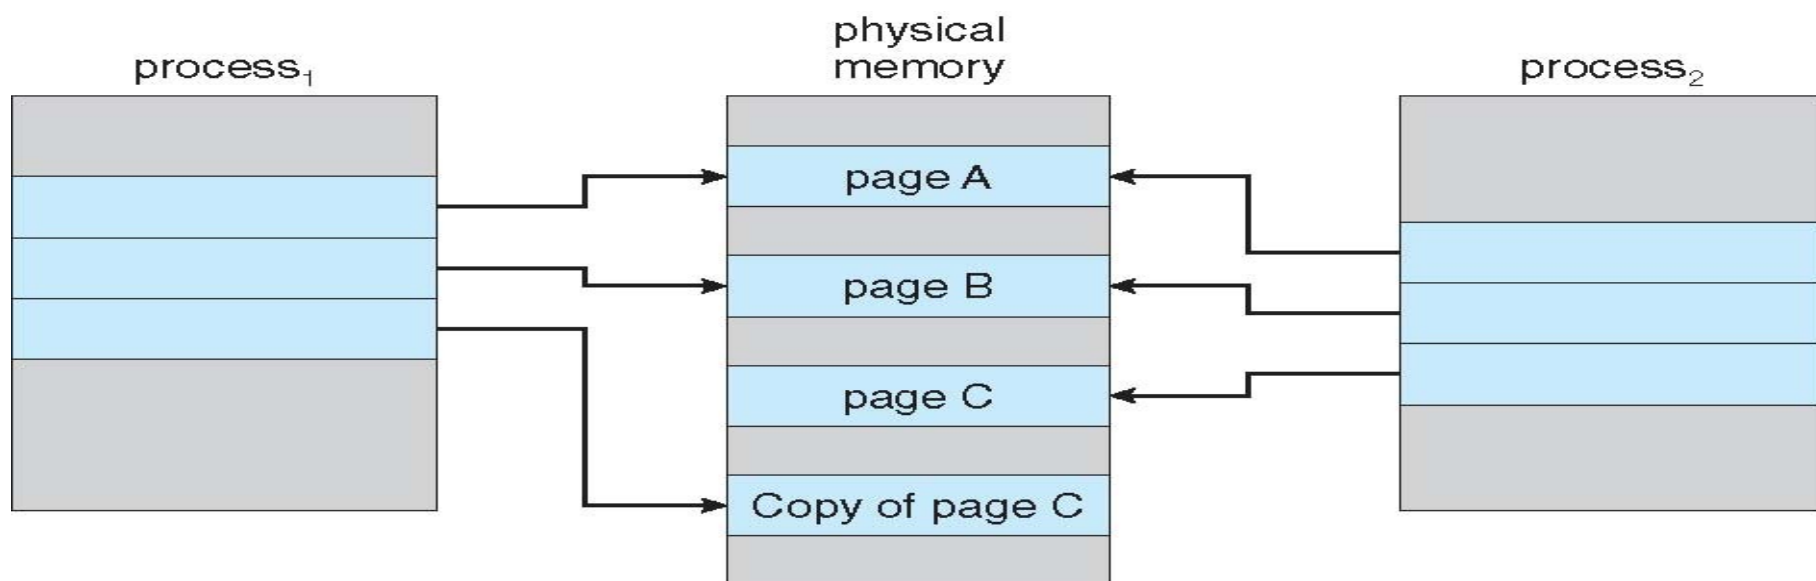 process₁
physical
memory
process₂
page A
page B
page C
Copy of page C